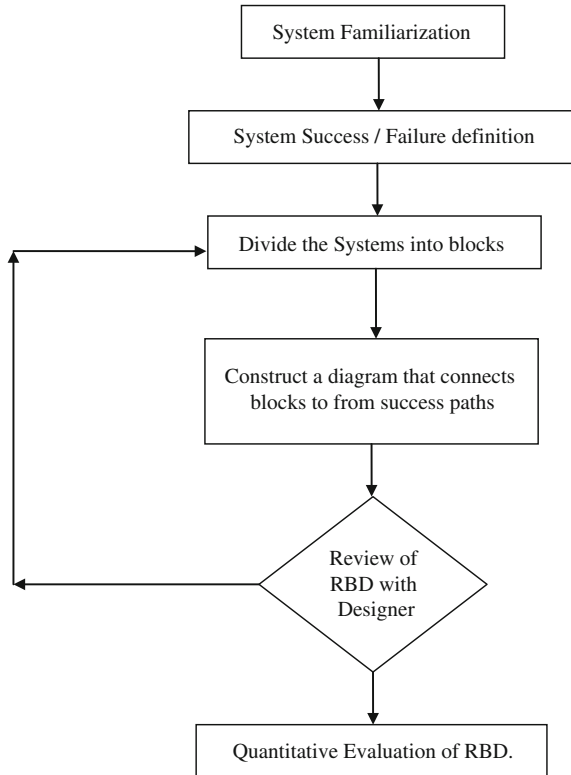 System Familiarization
System Success / Failure definition
Divide the Systems into blocks
Construct a diagram that connects
blocks to from success paths
Review of
RBD with
Designer
Quantitative Evaluation of RBD.